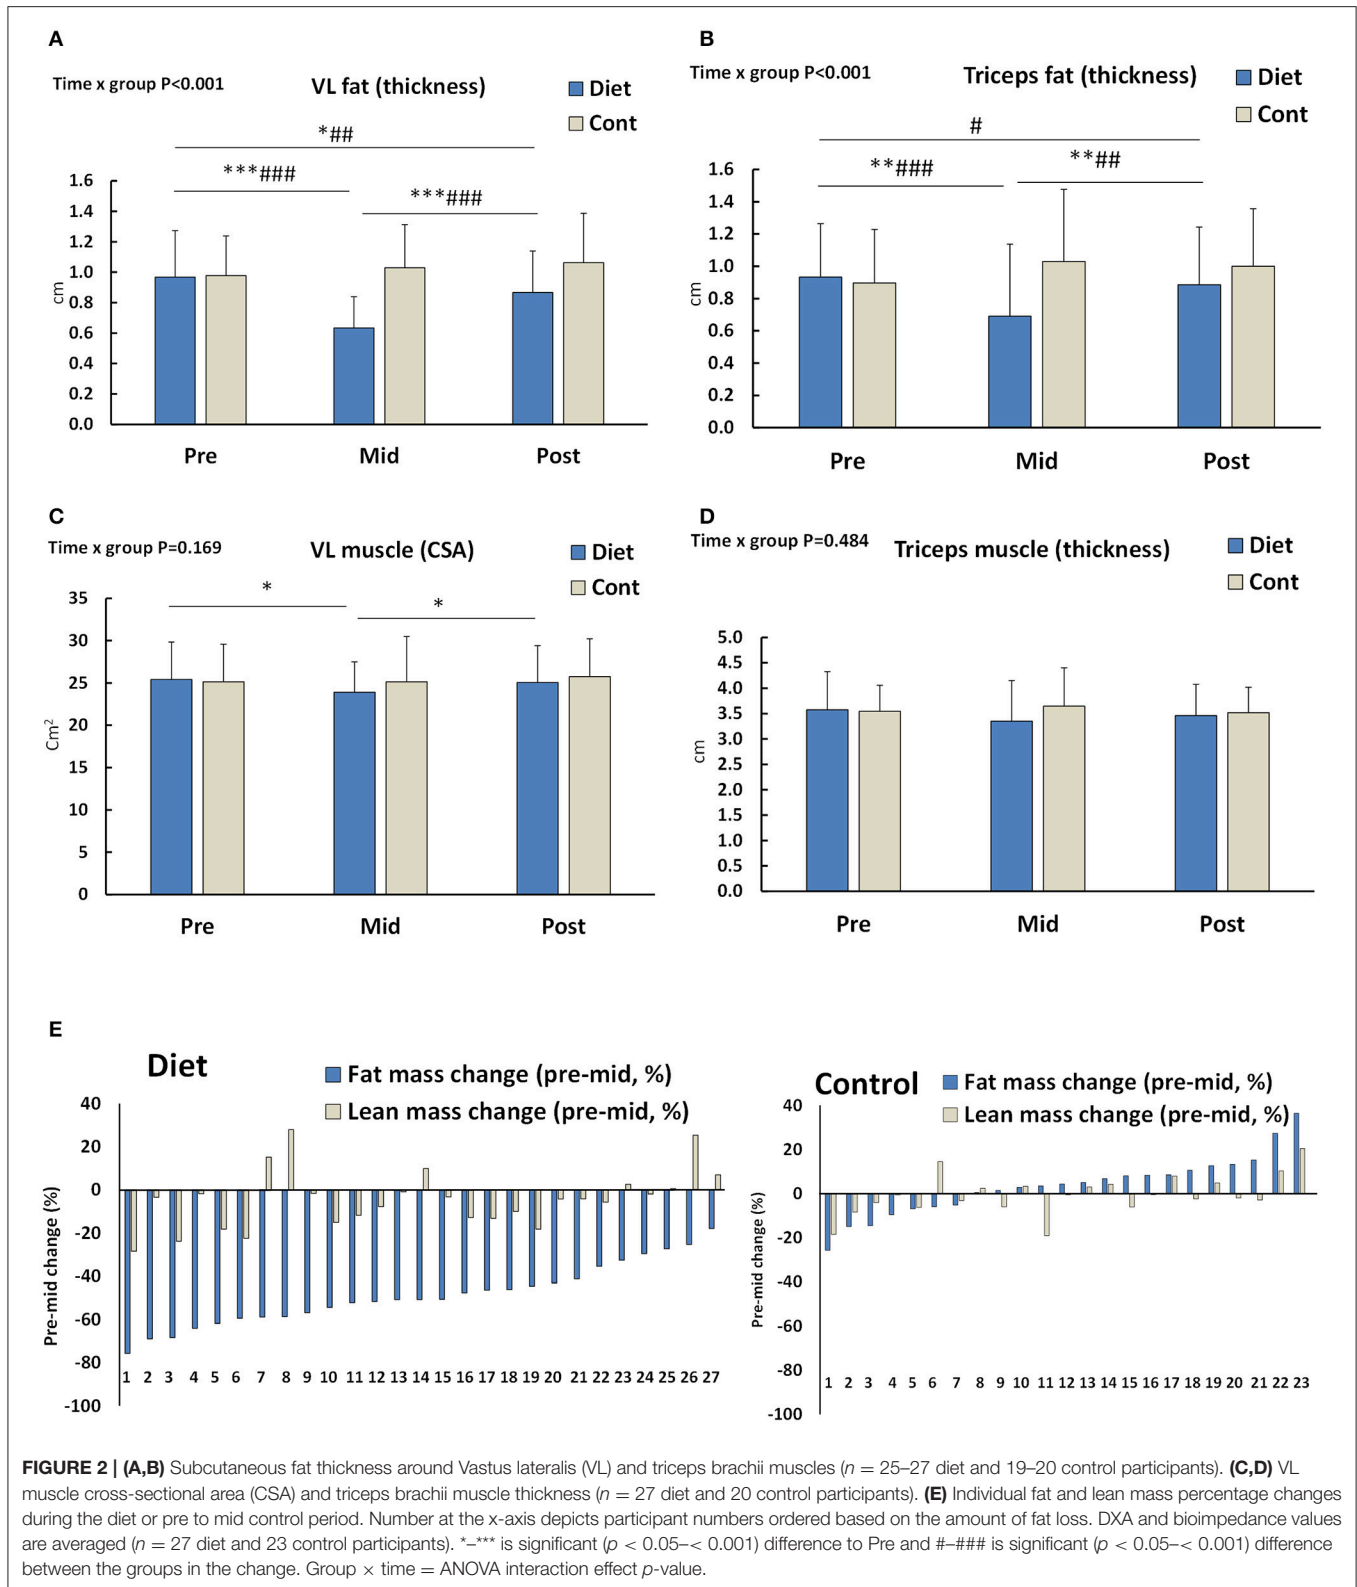 A
Time x group P<0.001
VL fat (thickness)
Diet
Cont
*##
***###
***###
1.6
1.4
1.2
1.0
0.8
0.6
0.4
0.2
0.0
cm
Pre Mid Post
B
Time x group P<0.001
Triceps fat (thickness)
Diet
Cont
#
**###
**##
1.6
1.4
1.2
1.0
0.8
0.6
0.4
0.2
0.0
cm
Pre Mid Post
C
Time x group P=0.169
VL muscle (CSA)
Diet
Cont
*
*
35
30
25
20
15
10
5
0
Cm²
Pre Mid Post
D
Time x group P=0.484
Triceps muscle (thickness)
Diet
Cont
5.0
4.5
4.0
3.5
3.0
2.5
2.0
1.5
1.0
0.5
0.0
cm
Pre Mid Post
E
Diet
Fat mass change (pre-mid, %)
Lean mass change (pre-mid, %)
40
20
0
-20
-40
-60
-80
-100
Pre-mid change (%)
1 2 3 4 5 6 7 8 9 10 11 12 13 14 15 16 17 18 19 20 21 22 23 24 25 26 27
Control
Fat mass change (pre-mid, %)
Lean mass change (pre-mid, %)
40
20
0
-20
-40
-60
-80
-100
Pre-mid change (%)
1 2 3 4 5 6 7 8 9 10 11 12 13 14 15 16 17 18 19 20 21 22 23
FIGURE 2 | (A,B) Subcutaneous fat thickness around Vastus lateralis (VL) and triceps brachii muscles (n = 25–27 diet and 19–20 control participants). (C,D) VL
muscle cross-sectional area (CSA) and triceps brachii muscle thickness (n = 27 diet and 20 control participants). (E) Individual fat and lean mass percentage changes
during the diet or pre to mid control period. Number at the x-axis depicts participant numbers ordered based on the amount of fat loss. DXA and bioimpedance values
are averaged (n = 27 diet and 23 control participants). *–*** is significant (p < 0.05–< 0.001) difference to Pre and #–### is significant (p < 0.05–< 0.001) difference
between the groups in the change. Group × time = ANOVA interaction effect p-value.